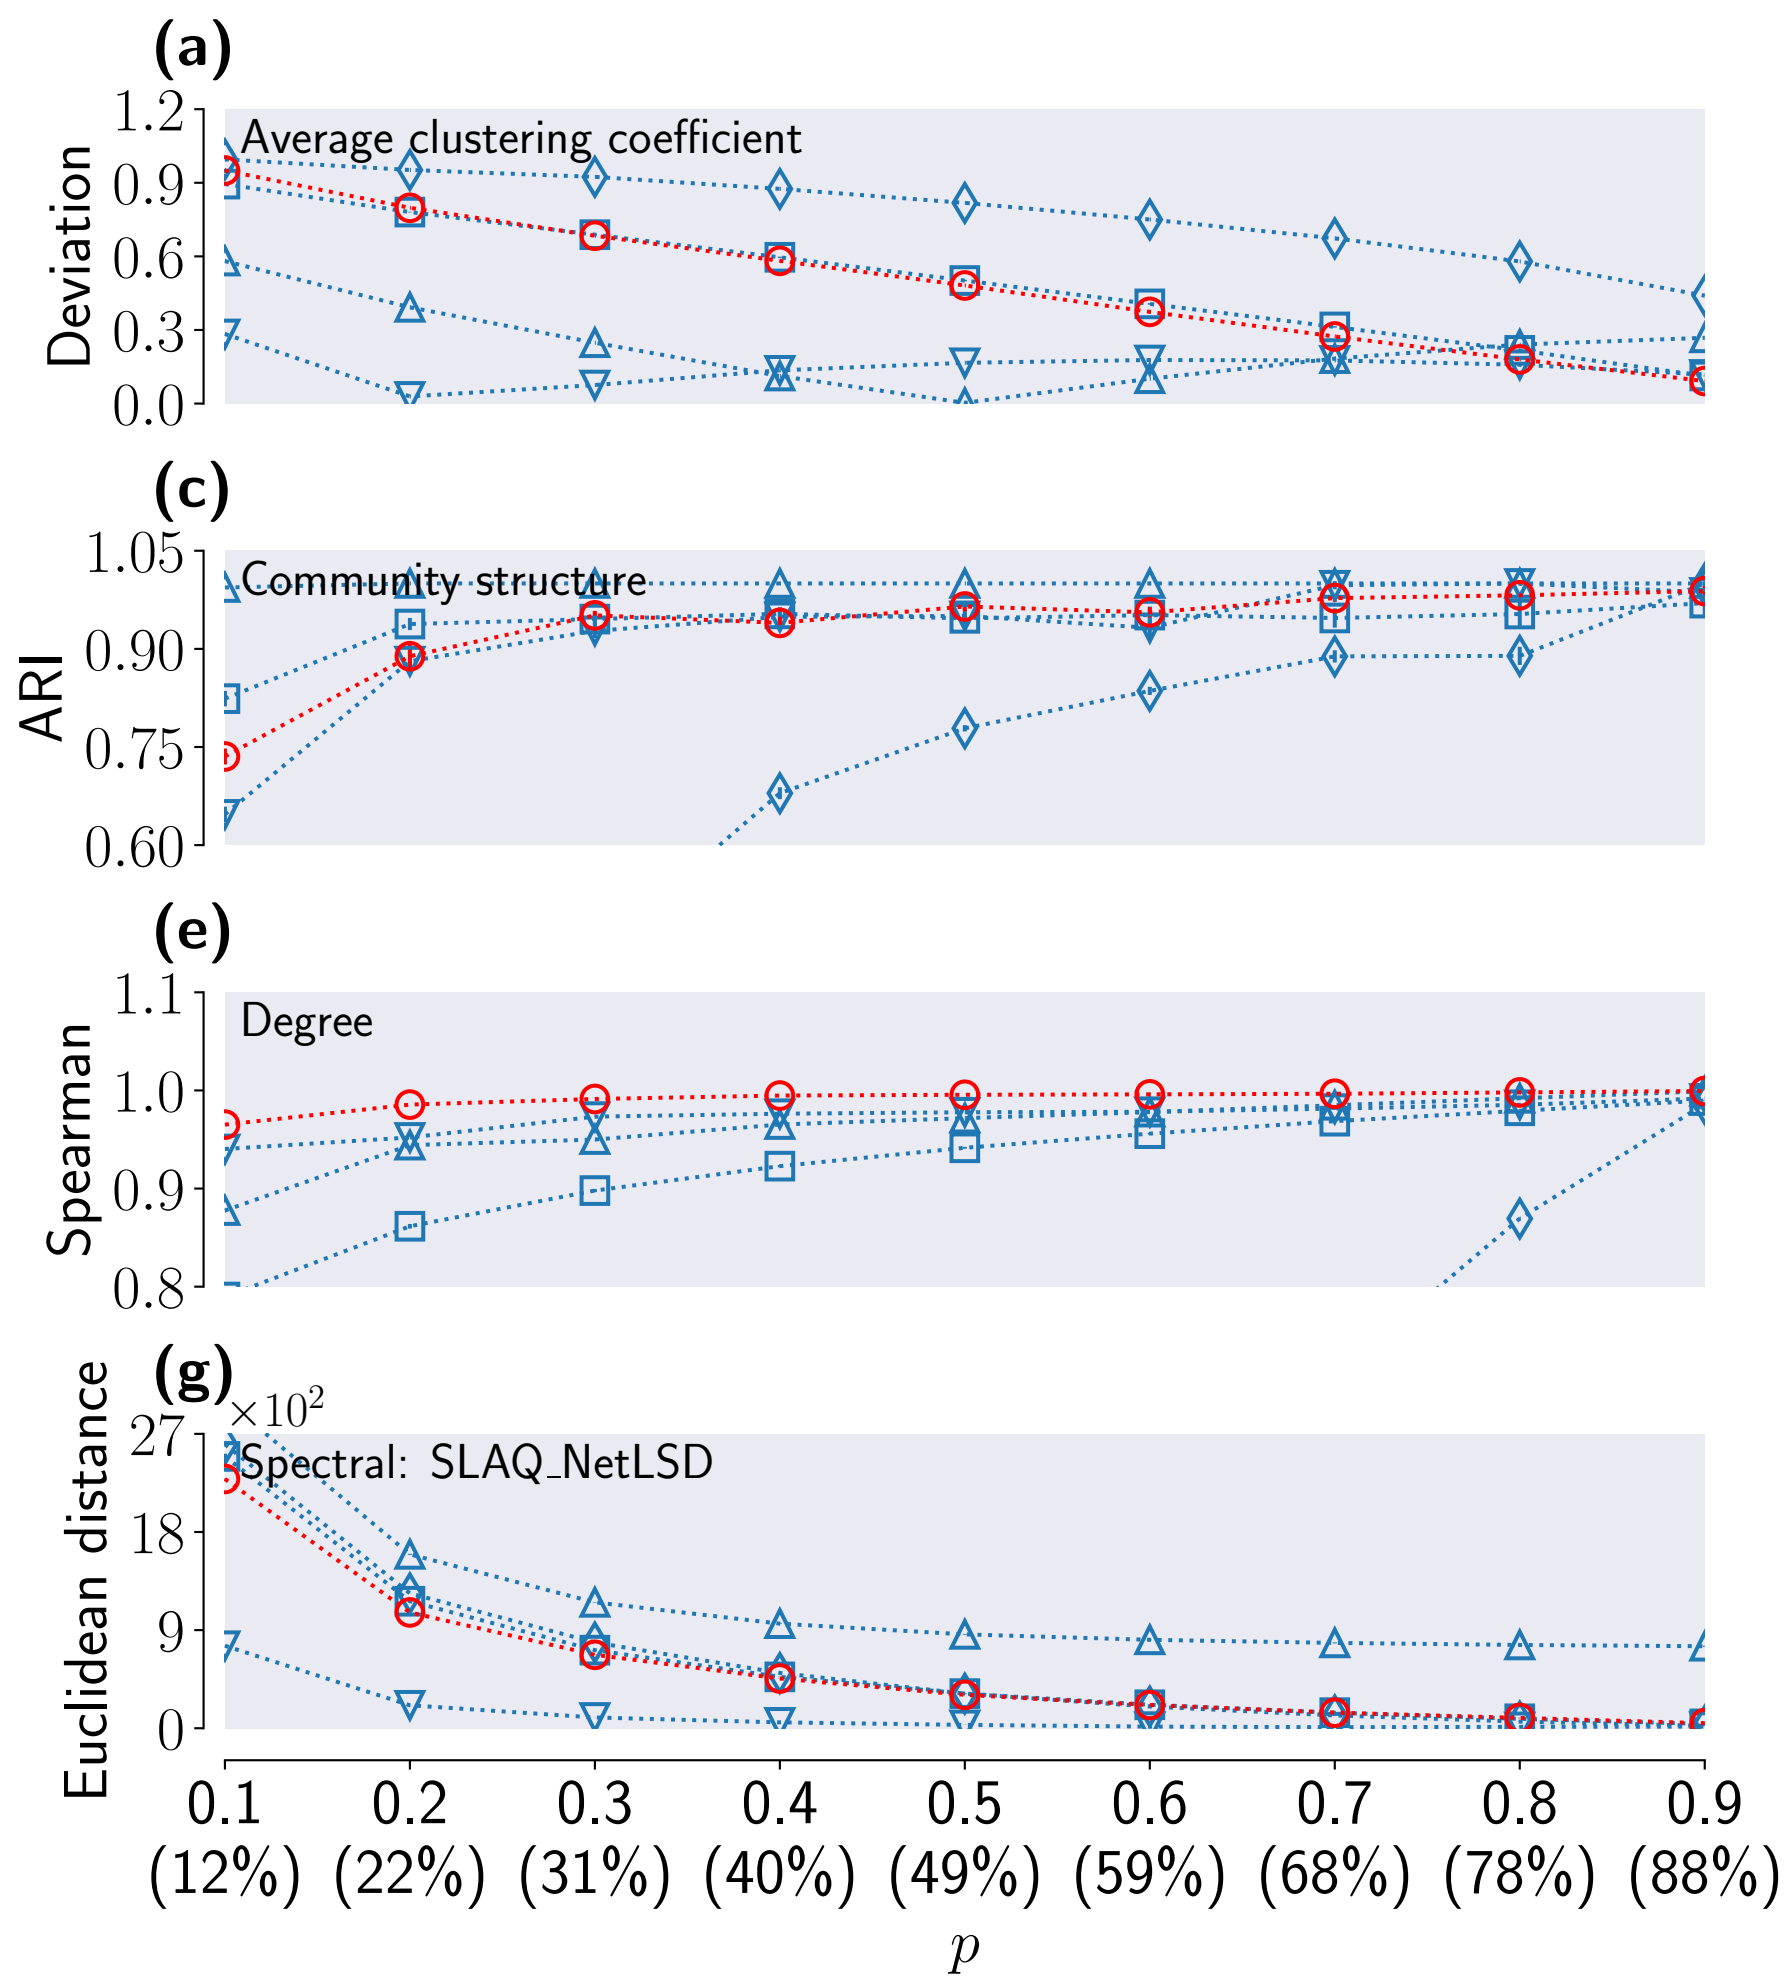 (a)
1.2
0.9
0.6
0.3
0.0
Deviation
Average clustering coefficient
(c)
1.05
0.90
0.75
0.60
ARI
Community structure
(e)
1.1
1.0
0.9
0.8
Spearman
Degree
(g)
×10²
27
18
9
0
Euclidean distance
Spectral: SLAQ_NetLSD
0.1 0.2 0.3 0.4 0.5 0.6 0.7 0.8 0.9
(12%) (22%) (31%) (40%) (49%) (59%) (68%) (78%) (88%)
p